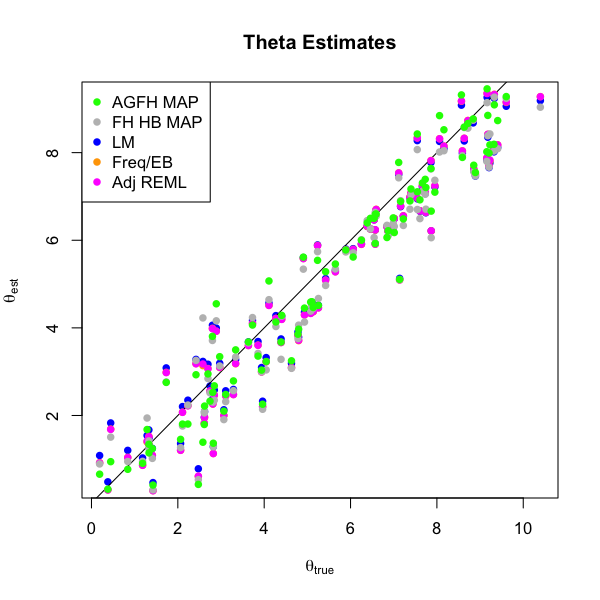 Theta Estimates
AGFH MAP
FH HB MAP
LM
Freq/EB
Adj REML
8
6
4
2
θest
0 2 4 6 8 10
θtrue